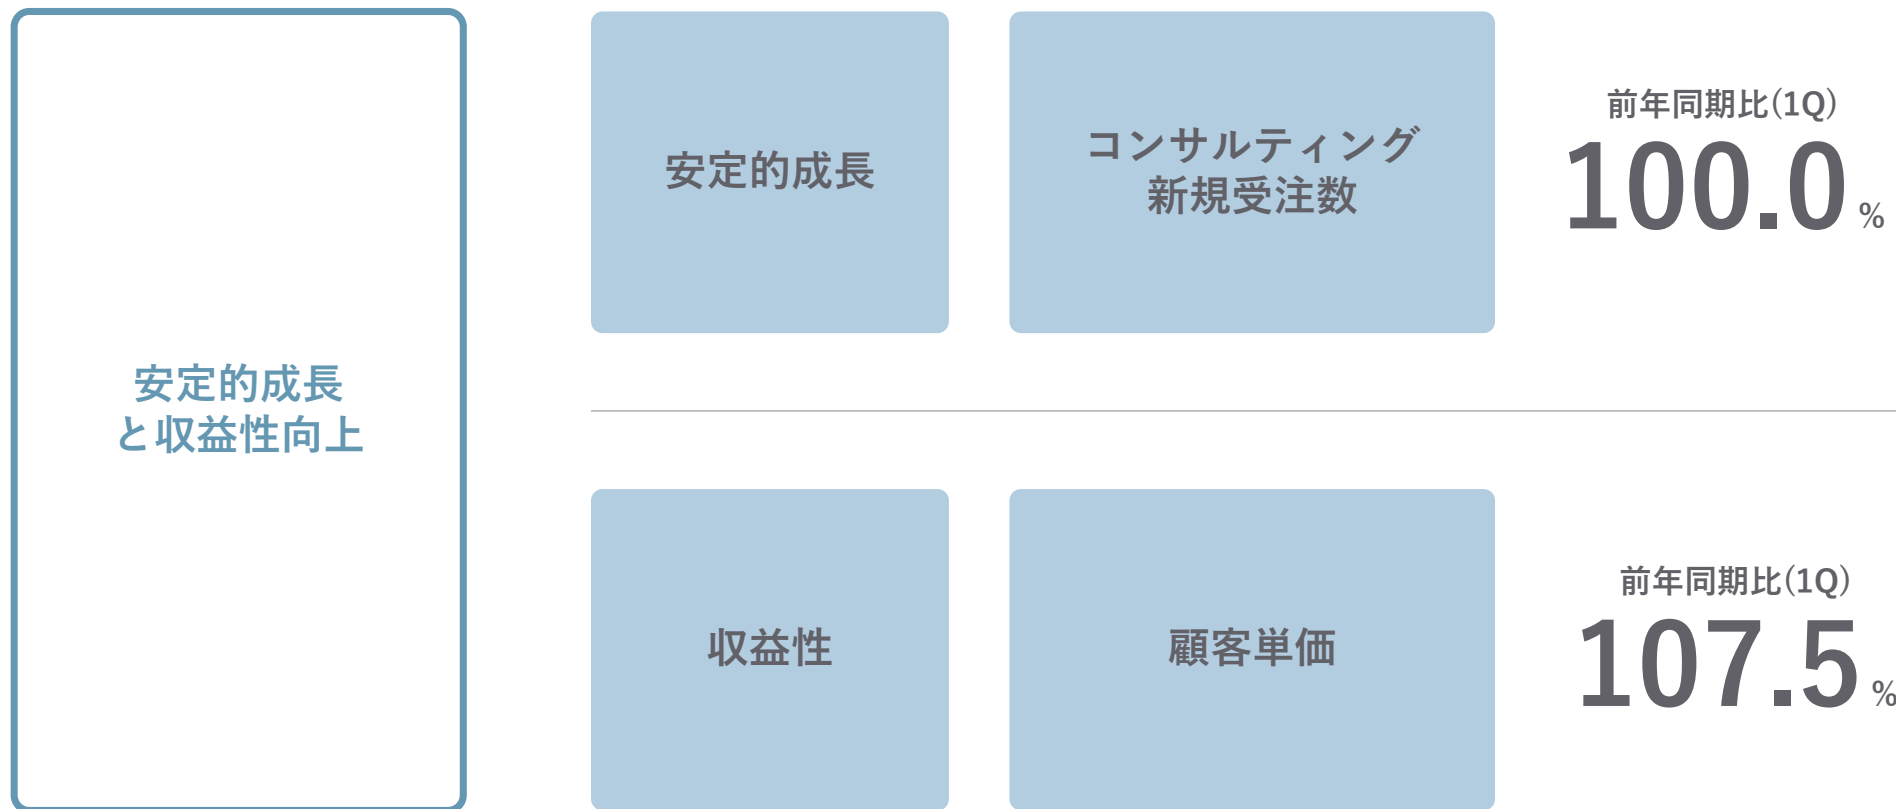 安定的成長
と収益性向上
安定的成長
コンサルティング
新規受注数
前年同期比(1Q)
100.0%
収益性
顧客単価
前年同期比(1Q)
107.5%